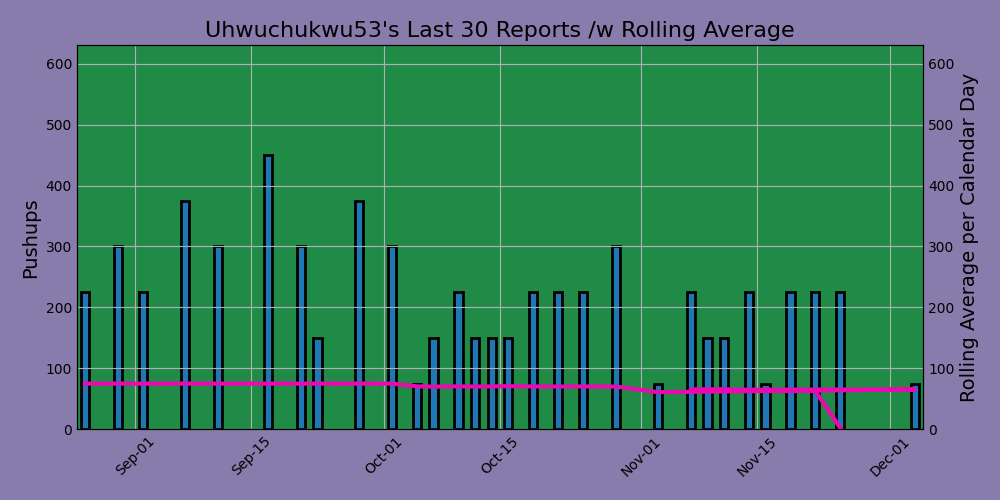 Uhwuchukwu53's Last 30 Reports /w Rolling Average
Pushups
600
500
400
300
200
100
0
600
500
400
300
200
100
0
Rolling Average per Calendar Day
Sep-01
Sep-15
Oct-01
Oct-15
Nov-01
Nov-15
Dec-01